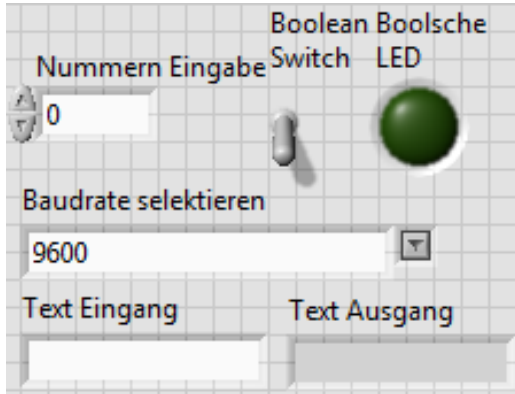 Boolean Boolsche
Switch LED
Nummern Eingabe
0
Baudrate selektieren
9600
Text Eingang
Text Ausgang